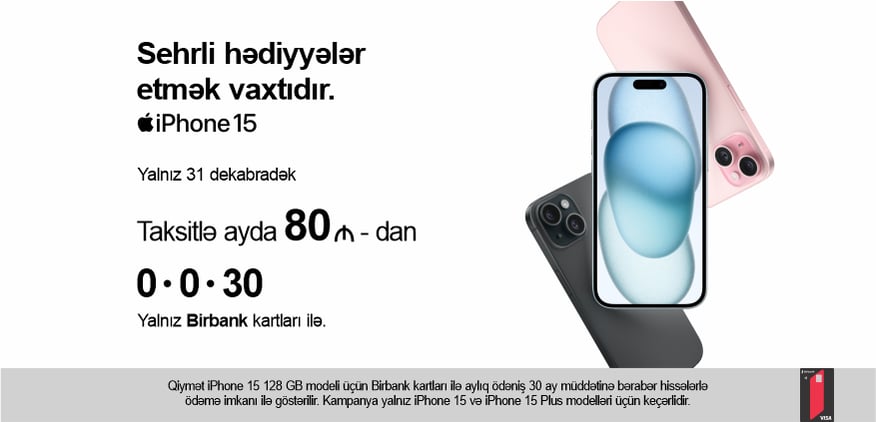 Sehrli hədiyyələr
etmək vaxtıdır.
iPhone 15
Yalnız 31 dekabradək
Taksitlə ayda 80 ₼ - dan
0 • 0 • 30
Yalnız Birbank kartları ilə.
Qiymət iPhone 15 128 GB modeli üçün Birbank kartları ilə aylıq ödəniş 30 ay müddətinə bərabər hissələrlə
ödəmə imkanı ilə göstərilir. Kampanya yalnız iPhone 15 və iPhone 15 Plus modelləri üçün keçərlidir.
VISA